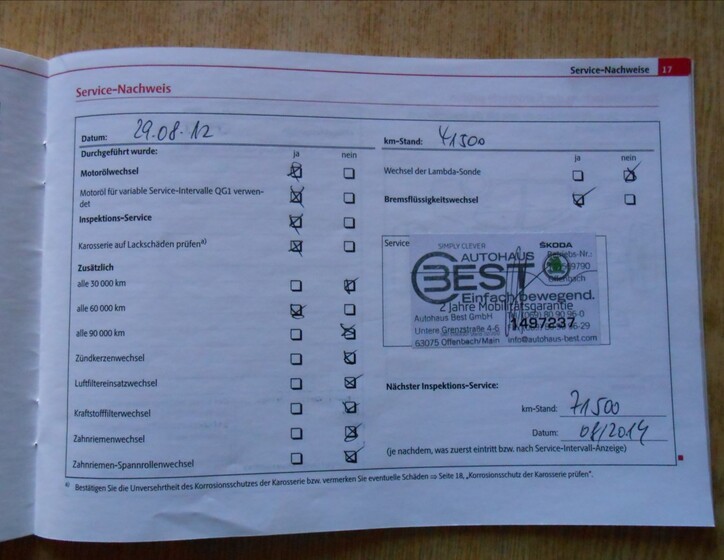 Service-Nachweise 17
Service-Nachweis
Datum: 29.08.12
km-Stand: 41500
Durchgeführt wurde: ja nein
ja nein
Motorölwechsel
Wechsel der Lambda-Sonde
Motoröl für variable Service-Intervalle QG1 verwen-
det
Bremsflüssigkeitswechsel
Inspektions-Service
Karosserie auf Lackschäden prüfen a)
Zusätzlich
alle 30 000 km
alle 60 000 km
alle 90 000 km
Zündkerzenwechsel
Luftfiltereinsatzwechsel
Kraftstofffilterwechsel
Zahnriemenwechsel
Zahnriemen-Spannrollenwechsel
Service
SIMPLY CLEVER ŠKODA
AUTOHAUS
BEST
Einfach bewegend.
2 Jahre Mobilitätsgarantie
Autohaus Best GmbH
1497237
Untere Grenzstraße 4-6
63075 Offenbach/Main info@autohaus-best.com
Nächster Inspektions-Service:
km-Stand: 71500
Datum: 08/2014
(je nachdem, was zuerst eintritt bzw. nach Service-Intervall-Anzeige)
a) Bestätigen Sie die Unversehrtheit des Korrosionsschutzes der Karosserie bzw. vermerken Sie eventuelle Schäden ⇒ Seite 18, „Korrosionsschutz der Karosserie prüfen“.